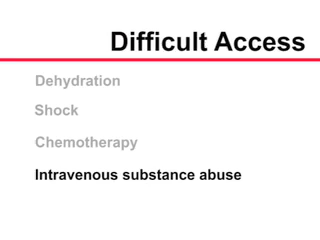 Difficult Access
Dehydration
Shock
Chemotherapy
Intravenous substance abuse